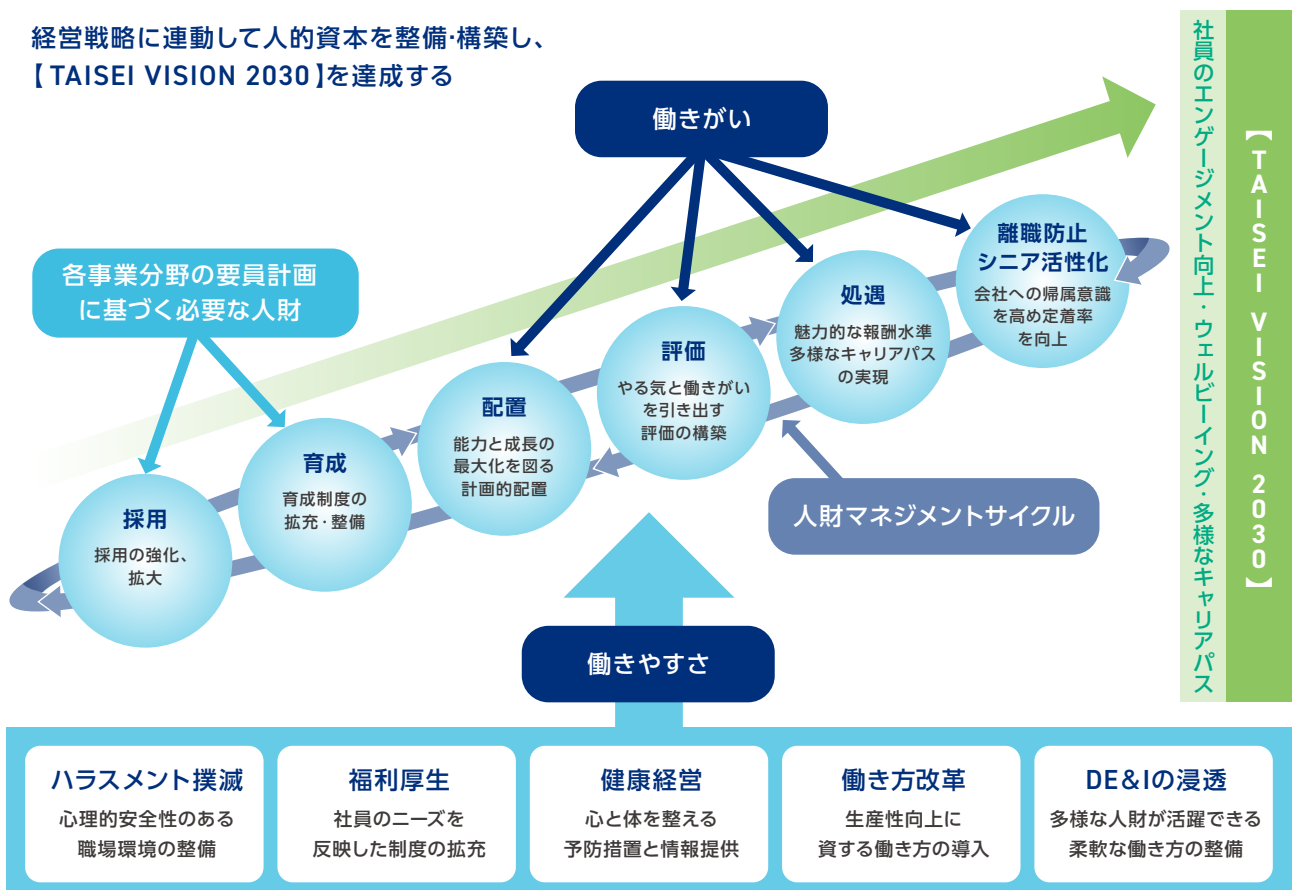 経営戦略に連動して人的資本を整備・構築し、
【TAISEI VISION 2030】を達成する
働きがい
各事業分野の要員計画
に基づく必要な人財
採用
採用の強化、
拡大
育成
育成制度の
拡充・整備
配置
能力と成長の
最大化を図る
計画的配置
評価
やる気と働きがい
を引き出す
評価の構築
処遇
魅力的な報酬水準
多様なキャリアパス
の実現
離職防止
シニア活性化
会社への帰属意識
を高め定着率
を向上
人財マネジメントサイクル
社員のエンゲージメント向上・ウェルビーイング・多様なキャリアパス
【TAISEI VISION 2030】
働きやすさ
ハラスメント撲滅
心理的安全性のある
職場環境の整備
福利厚生
社員のニーズを
反映した制度の拡充
健康経営
心と体を整える
予防措置と情報提供
働き方改革
生産性向上に
資する働き方の導入
DE&Iの浸透
多様な人財が活躍できる
柔軟な働き方の整備